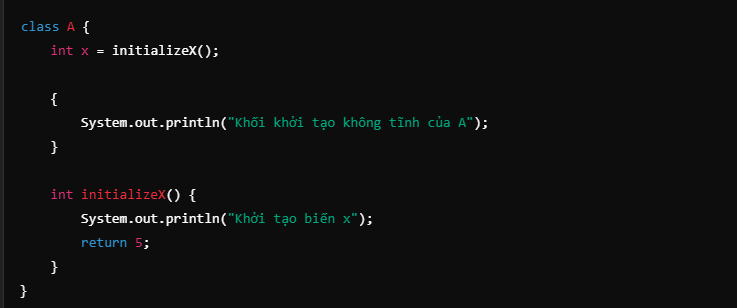 class A {
    int x = initializeX();
    {
        System.out.println("Khối khởi tạo không tĩnh của A");
    }
    int initializeX() {
        System.out.println("Khởi tạo biến x");
        return 5;
    }
}